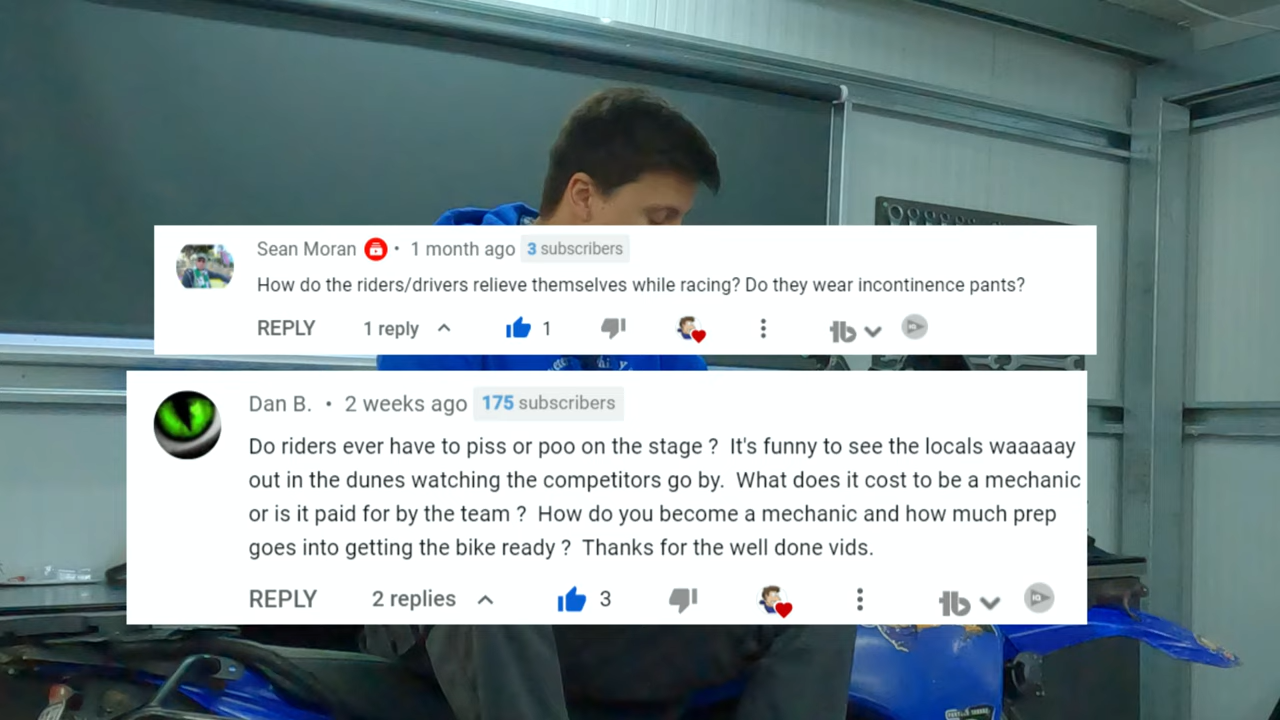 Sean Moran • 1 month ago 3 subscribers
How do the riders/drivers relieve themselves while racing? Do they wear incontinence pants?
REPLY 1 reply 1
Dan B. • 2 weeks ago 175 subscribers
Do riders ever have to piss or poo on the stage ? It's funny to see the locals waaaaay
out in the dunes watching the competitors go by. What does it cost to be a mechanic
or is it paid for by the team ? How do you become a mechanic and how much prep
goes into getting the bike ready ? Thanks for the well done vids.
REPLY 2 replies 3